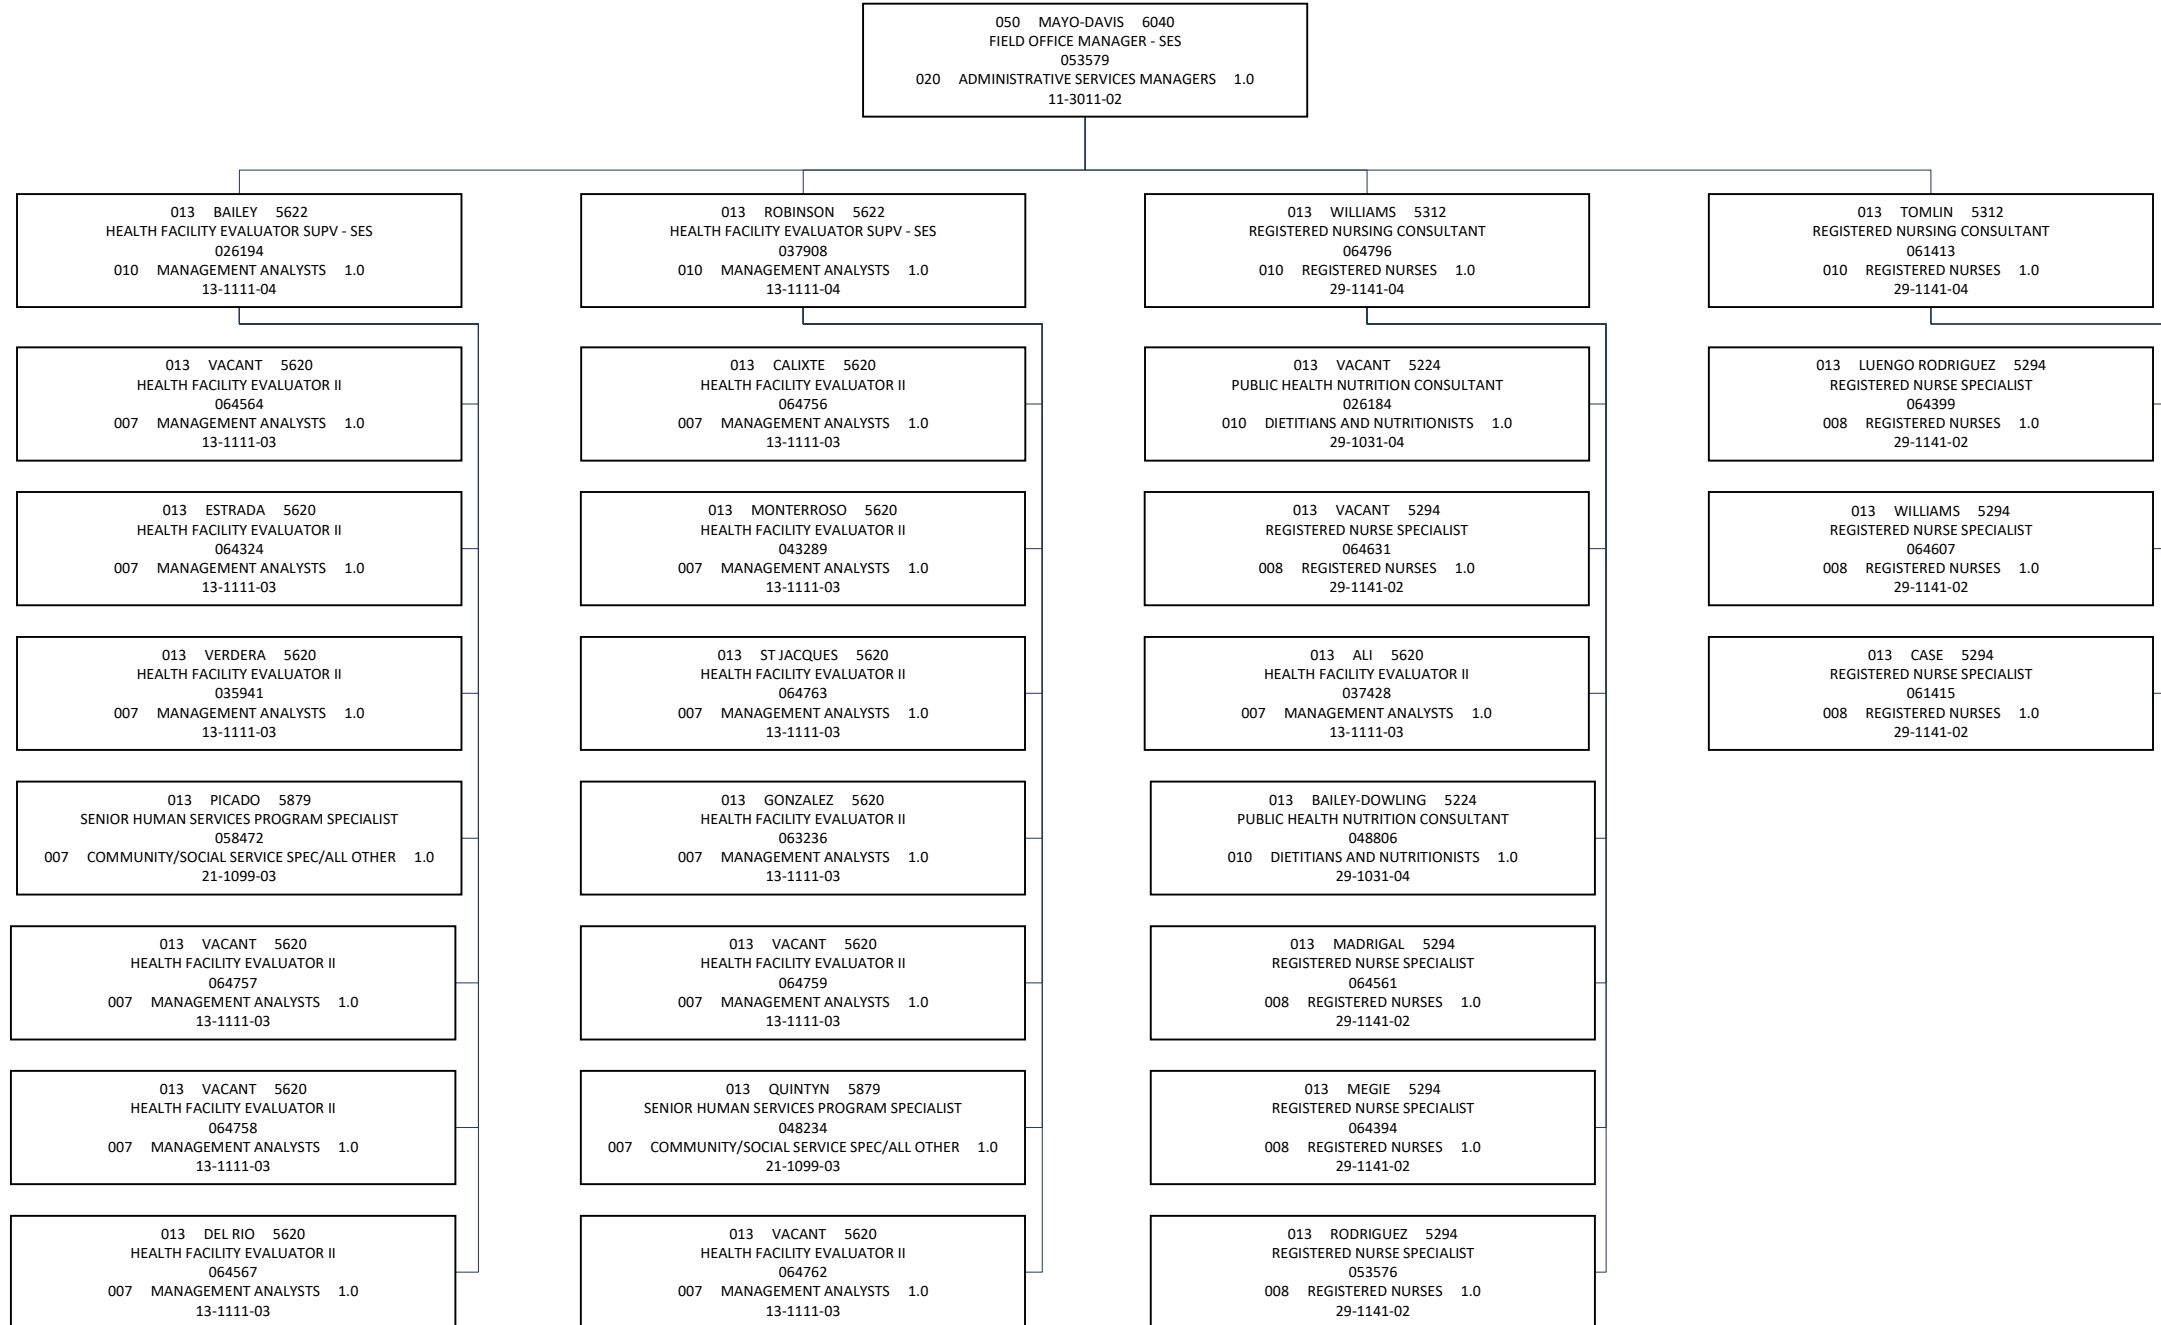 050 MAYO-DAVIS 6040
FIELD OFFICE MANAGER - SES
053579
020 ADMINISTRATIVE SERVICES MANAGERS 1.0
11-3011-02
013 BAILEY 5622
HEALTH FACILITY EVALUATOR SUPV - SES
026194
010 MANAGEMENT ANALYSTS 1.0
13-1111-04
013 VACANT 5620
HEALTH FACILITY EVALUATOR II
064564
007 MANAGEMENT ANALYSTS 1.0
13-1111-03
013 ESTRADA 5620
HEALTH FACILITY EVALUATOR II
064324
007 MANAGEMENT ANALYSTS 1.0
13-1111-03
013 VERDERA 5620
HEALTH FACILITY EVALUATOR II
035941
007 MANAGEMENT ANALYSTS 1.0
13-1111-03
013 PICADO 5879
SENIOR HUMAN SERVICES PROGRAM SPECIALIST
058472
007 COMMUNITY/SOCIAL SERVICE SPEC/ALL OTHER 1.0
21-1099-03
013 VACANT 5620
HEALTH FACILITY EVALUATOR II
064757
007 MANAGEMENT ANALYSTS 1.0
13-1111-03
013 VACANT 5620
HEALTH FACILITY EVALUATOR II
064758
007 MANAGEMENT ANALYSTS 1.0
13-1111-03
013 DEL RIO 5620
HEALTH FACILITY EVALUATOR II
064567
007 MANAGEMENT ANALYSTS 1.0
13-1111-03
013 ROBINSON 5622
HEALTH FACILITY EVALUATOR SUPV - SES
037908
010 MANAGEMENT ANALYSTS 1.0
13-1111-04
013 CALIXTE 5620
HEALTH FACILITY EVALUATOR II
064756
007 MANAGEMENT ANALYSTS 1.0
13-1111-03
013 MONTERROSO 5620
HEALTH FACILITY EVALUATOR II
043289
007 MANAGEMENT ANALYSTS 1.0
13-1111-03
013 ST JACQUES 5620
HEALTH FACILITY EVALUATOR II
064763
007 MANAGEMENT ANALYSTS 1.0
13-1111-03
013 GONZALEZ 5620
HEALTH FACILITY EVALUATOR II
063236
007 MANAGEMENT ANALYSTS 1.0
13-1111-03
013 VACANT 5620
HEALTH FACILITY EVALUATOR II
064759
007 MANAGEMENT ANALYSTS 1.0
13-1111-03
013 QUINTYN 5879
SENIOR HUMAN SERVICES PROGRAM SPECIALIST
048234
007 COMMUNITY/SOCIAL SERVICE SPEC/ALL OTHER 1.0
21-1099-03
013 VACANT 5620
HEALTH FACILITY EVALUATOR II
064762
007 MANAGEMENT ANALYSTS 1.0
13-1111-03
013 WILLIAMS 5312
REGISTERED NURSING CONSULTANT
064796
010 REGISTERED NURSES 1.0
29-1141-04
013 VACANT 5224
PUBLIC HEALTH NUTRITION CONSULTANT
026184
010 DIETITIANS AND NUTRITIONISTS 1.0
29-1031-04
013 VACANT 5294
REGISTERED NURSE SPECIALIST
064631
008 REGISTERED NURSES 1.0
29-1141-02
013 ALI 5620
HEALTH FACILITY EVALUATOR II
037428
007 MANAGEMENT ANALYSTS 1.0
13-1111-03
013 BAILEY-DOWLING 5224
PUBLIC HEALTH NUTRITION CONSULTANT
048806
010 DIETITIANS AND NUTRITIONISTS 1.0
29-1031-04
013 MADRIGAL 5294
REGISTERED NURSE SPECIALIST
064561
008 REGISTERED NURSES 1.0
29-1141-02
013 MEGIE 5294
REGISTERED NURSE SPECIALIST
064394
008 REGISTERED NURSES 1.0
29-1141-02
013 RODRIGUEZ 5294
REGISTERED NURSE SPECIALIST
053576
008 REGISTERED NURSES 1.0
29-1141-02
013 TOMLIN 5312
REGISTERED NURSING CONSULTANT
061413
010 REGISTERED NURSES 1.0
29-1141-04
013 LUENGO RODRIGUEZ 5294
REGISTERED NURSE SPECIALIST
064399
008 REGISTERED NURSES 1.0
29-1141-02
013 WILLIAMS 5294
REGISTERED NURSE SPECIALIST
064607
008 REGISTERED NURSES 1.0
29-1141-02
013 CASE 5294
REGISTERED NURSE SPECIALIST
061415
008 REGISTERED NURSES 1.0
29-1141-02